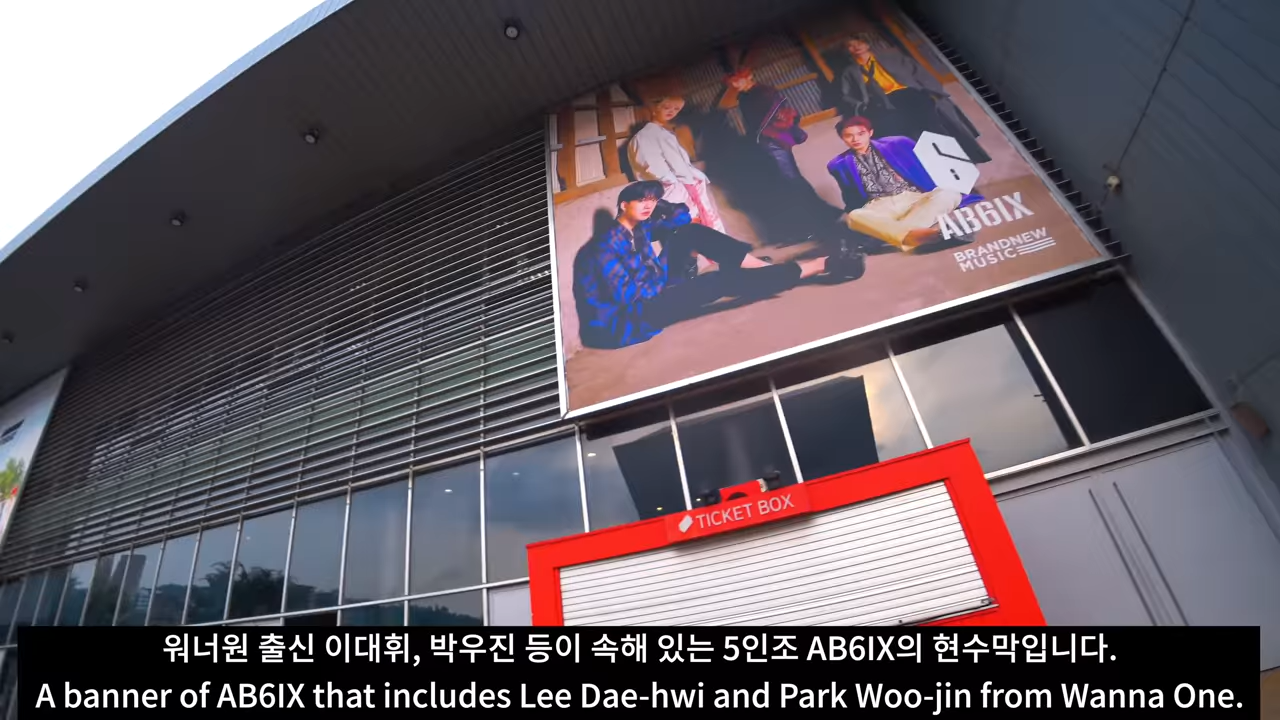 6
AB6IX
BRANDNEW
MUSIC
TICKET BOX
워너원 출신 이대휘, 박우진 등이 속해 있는 5인조 AB6IX의 현수막입니다.
A banner of AB6IX that includes Lee Dae-hwi and Park Woo-jin from Wanna One.